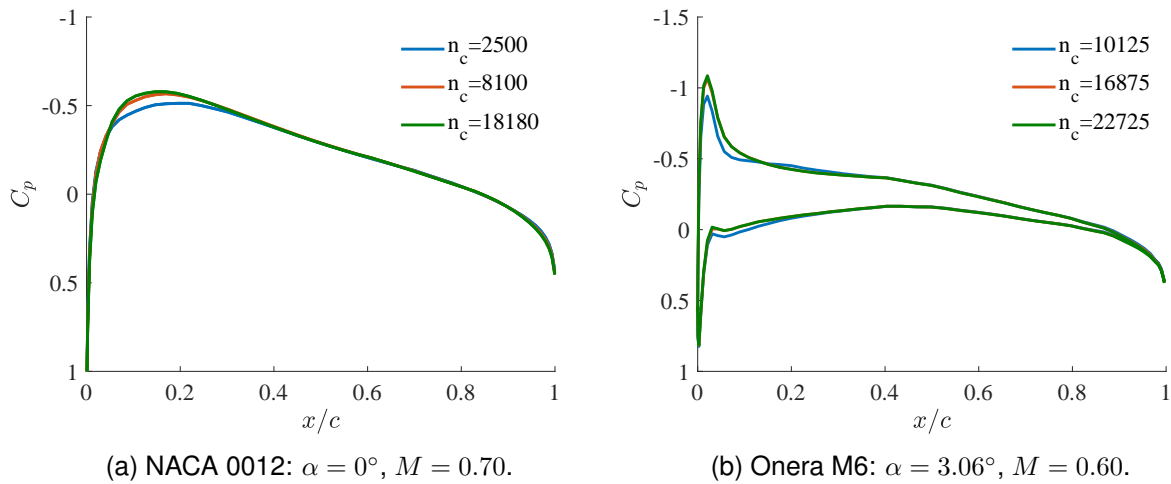 -1
-0.5
0
0.5
1
C_p
0 0.2 0.4 0.6 0.8 1
x/c
n_c=2500
n_c=8100
n_c=18180
(a) NACA 0012: α = 0°, M = 0.70.
-1.5
-1
-0.5
0
0.5
1
C_p
0 0.2 0.4 0.6 0.8 1
x/c
n_c=10125
n_c=16875
n_c=22725
(b) Onera M6: α = 3.06°, M = 0.60.